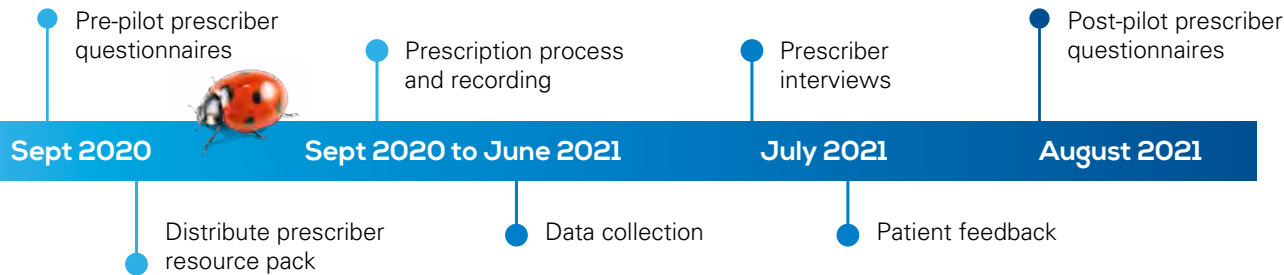 Pre-pilot prescriber
questionnaires
Prescription process
and recording
Prescriber
interviews
Post-pilot prescriber
questionnaires
Sept 2020
Sept 2020 to June 2021
July 2021
August 2021
Distribute prescriber
resource pack
Data collection
Patient feedback